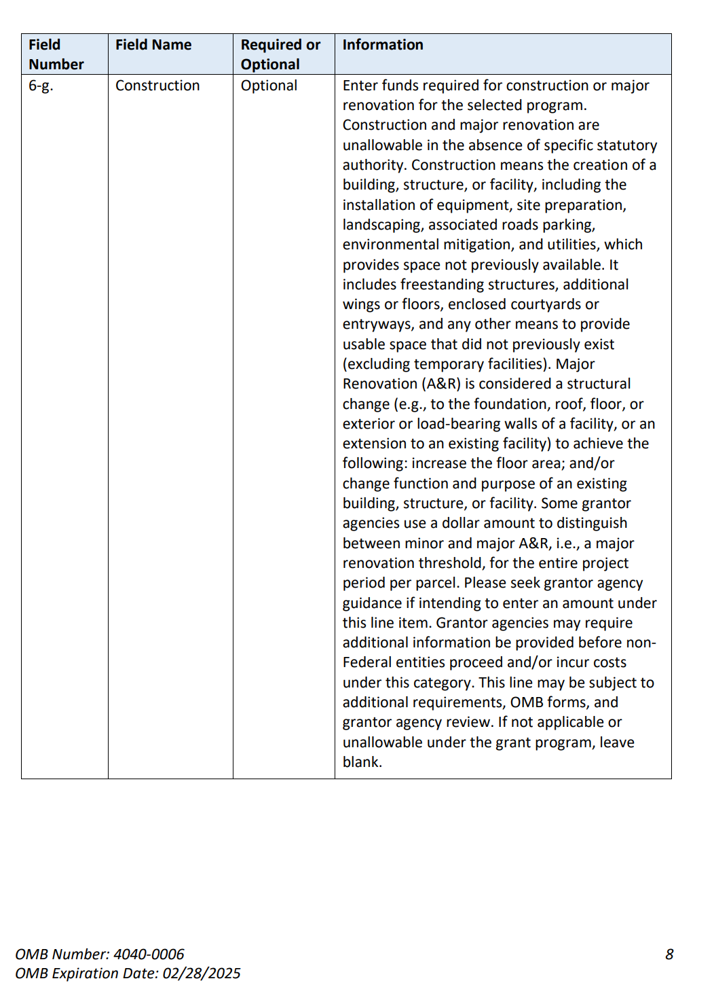 Field Number
Field Name
Required or Optional
Information
6-g.
Construction
Optional
Enter funds required for construction or major
renovation for the selected program.
Construction and major renovation are
unallowable in the absence of specific statutory
authority. Construction means the creation of a
building, structure, or facility, including the
installation of equipment, site preparation,
landscaping, associated roads parking,
environmental mitigation, and utilities, which
provides space not previously available. It
includes freestanding structures, additional
wings or floors, enclosed courtyards or
entryways, and any other means to provide
usable space that did not previously exist
(excluding temporary facilities). Major
Renovation (A&R) is considered a structural
change (e.g., to the foundation, roof, floor, or
exterior or load-bearing walls of a facility, or an
extension to an existing facility) to achieve the
following: increase the floor area; and/or
change function and purpose of an existing
building, structure, or facility. Some grantor
agencies use a dollar amount to distinguish
between minor and major A&R, i.e., a major
renovation threshold, for the entire project
period per parcel. Please seek grantor agency
guidance if intending to enter an amount under
this line item. Grantor agencies may require
additional information be provided before non-
Federal entities proceed and/or incur costs
under this category. This line may be subject to
additional requirements, OMB forms, and
grantor agency review. If not applicable or
unallowable under the grant program, leave
blank.
OMB Number: 4040-0006
8
OMB Expiration Date: 02/28/2025